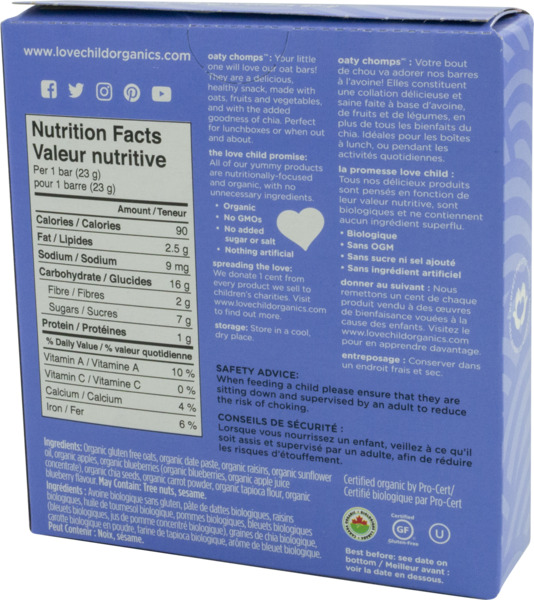 www.lovechildorganics.com
Nutrition Facts
Valeur nutritive
Per 1 bar (23 g)
pour 1 barre (23 g)
Amount / Teneur
Calories / Calories 90
Fat / Lipides 2.5 g
Sodium / Sodium 9 mg
Carbohydrate / Glucides 16 g
Fibre / Fibres 2 g
Sugars / Sucres 7 g
Protein / Protéines 1 g
% Daily Value / % valeur quotidienne
Vitamin A / Vitamine A 10 %
Vitamin C / Vitamine C 0 %
Calcium / Calcium 4 %
Iron / Fer 6 %
oaty chomps™: Your little
one will love our oat bars!
They are a delicious,
healthy snack, made with
oats, fruits and vegetables,
and with the added
goodness of chia. Perfect
for lunchboxes or when out
and about.
the love child promise:
All of our yummy products
are nutritionally-focused
and organic, with no
unnecessary ingredients.
• Organic
• No GMOs
• No added
sugar or salt
• Nothing artificial
spreading the love:
We donate 1 cent from
every product we sell to
children's charities. Visit
www.lovechildorganics.com
to find out more.
storage: Store in a cool,
dry place.
oaty chomps™ : Votre bout
de chou va adorer nos barres
à l'avoine! Elles constituent
une collation délicieuse et
saine faite à base d'avoine,
de fruits et de légumes, en
plus de tous les bienfaits du
chia. Idéales pour les boîtes
à lunch, ou pendant les
activités quotidiennes.
la promesse love child :
Tous nos délicieux produits
sont pensés en fonction de
leur valeur nutritive, sont
biologiques et ne contiennent
aucun ingrédient superflu.
• Biologique
• Sans OGM
• Sans sucre ni sel ajouté
• Sans ingrédient artificiel
donner au suivant : Nous
remettons un cent de chaque
produit vendu à des œuvres
de bienfaisance vouées à la
cause des enfants. Visitez le
www.lovechildorganics.com
pour en apprendre davantage.
entreposage : Conserver dans
un endroit frais et sec.
SAFETY ADVICE:
When feeding a child please ensure that they are
sitting down and supervised by an adult to reduce
the risk of choking.
CONSEILS DE SÉCURITÉ :
Lorsque vous nourrissez un enfant, veillez à ce qu'il
soit assis et supervisé par un adulte, afin de réduire
les risques d'étouffement.
Ingredients: Organic gluten free oats, organic date paste, organic raisins, organic sunflower
oil, organic apples, organic blueberries (organic blueberries, organic apple juice
concentrate), organic chia seeds, organic carrot powder, organic tapioca flour, organic
blueberry flavour. May Contain: Tree nuts, sesame.
Ingrédients : Avoine biologique sans gluten, pâte de dattes biologiques, raisins
biologiques, huile de tournesol biologique, pommes biologiques, bleuets biologiques
(bleuets biologiques, jus de pomme concentré biologique), graines de chia biologique,
carotte biologique en poudre, farine de tapioca biologique, arôme de bleuet biologique.
Peut Contenir : Noix, sésame.
Certified organic by Pro-Cert/
Certifié biologique par Pro-Cert
Certified
GF
Gluten-Free
U
Best before: see date on
bottom / Meilleur avant :
voir la date en dessous.